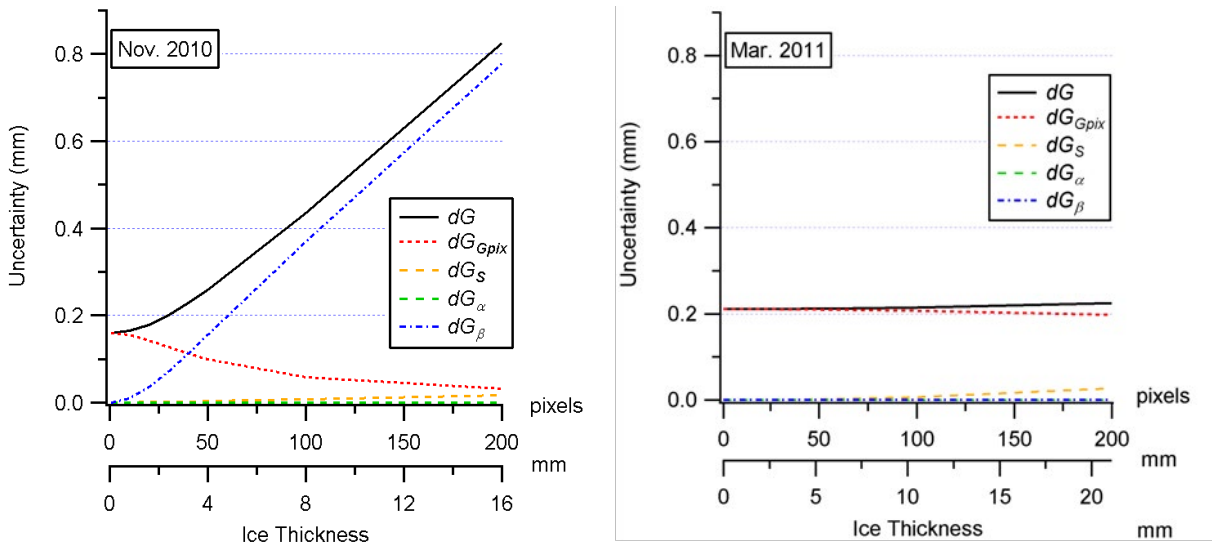 Nov. 2010
0.8
0.6
0.4
0.2
0.0
Uncertainty (mm)
dG
dG_Gpix
dG_S
dG_α
dG_β
pixels
0 50 100 150 200
mm
0 4 8 12 16
Ice Thickness
Mar. 2011
0.8
0.6
0.4
0.2
0.0
Uncertainty (mm)
dG
dG_Gpix
dG_S
dG_α
dG_β
pixels
0 50 100 150 200
mm
0 5 10 15 20
Ice Thickness
mm